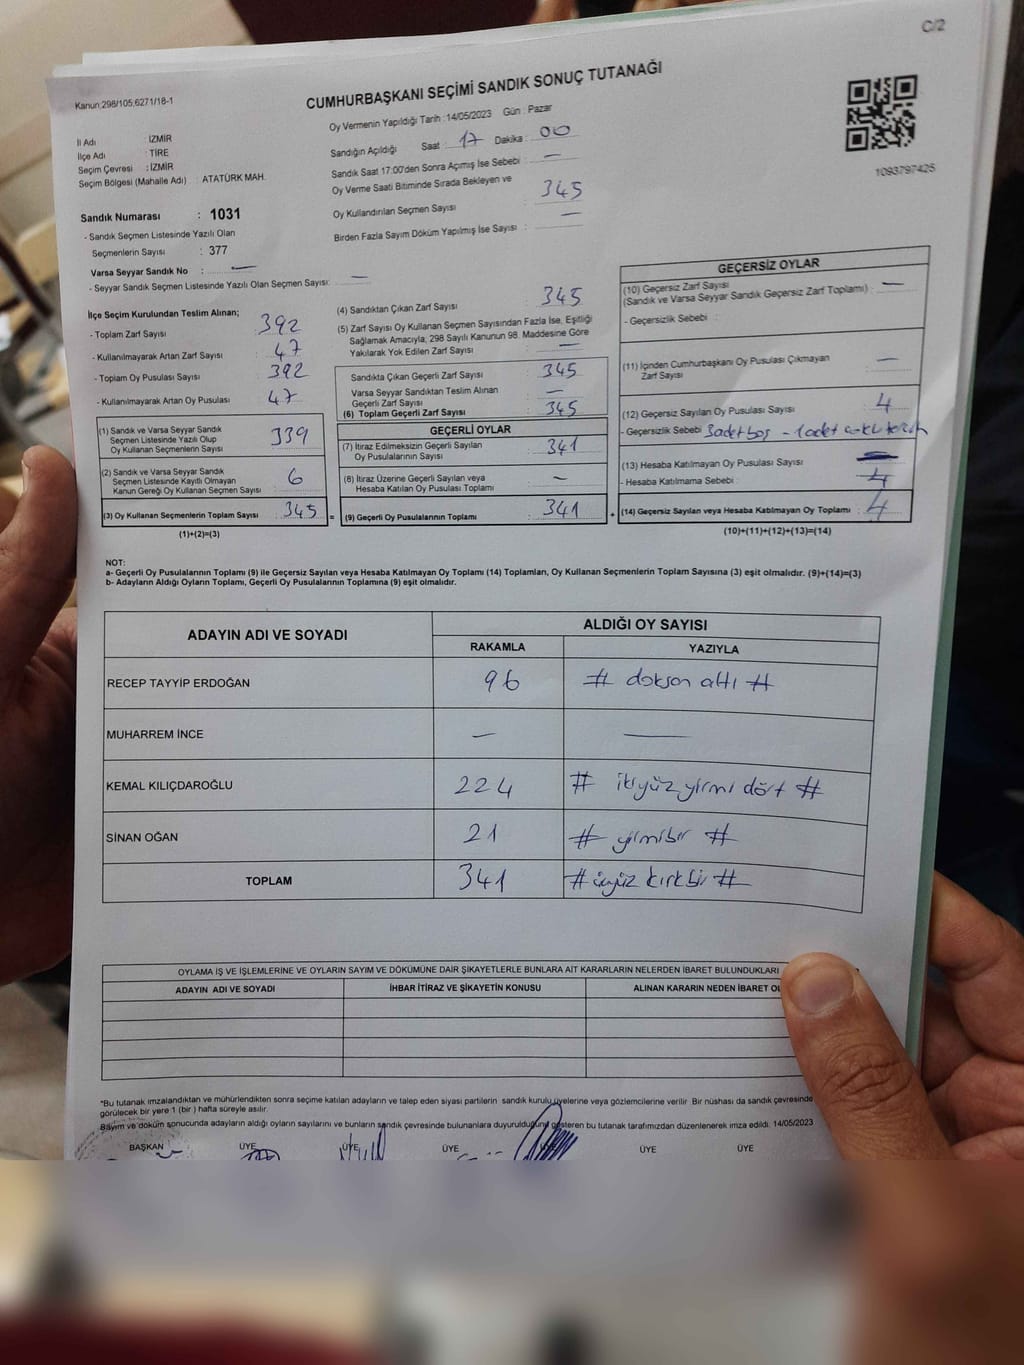 C/2
Kanun:298/105,6271/18-1
CUMHURBAŞKANI SEÇİMİ SANDIK SONUÇ TUTANAĞI
Oy Vermenin Yapıldığı Tarih : 14/05/2023 Gün : Pazar
İl Adı İZMİR
İlçe Adı : TİRE
Seçim Çevresi : İZMİR
Seçim Bölgesi (Mahalle Adı) : ATATÜRK MAH.
Sandığın Açıldığı Saat : 17 Dakika : 00
Sandık Saat 17:00'den Sonra Açımış İse Sebebi : —
Oy Verme Saati Bitiminde Sırada Bekleyen ve
Oy Kullandırılan Seçmen Sayısı 345
Birden Fazla Sayım Döküm Yapılmış İse Sayısı : —
1093797425
Sandık Numarası : 1031
- Sandık Seçmen Listesinde Yazılı Olan
Seçmenlerin Sayısı : 377
Varsa Seyyar Sandık No : —
- Seyyar Sandık Seçmen Listesinde Yazılı Olan Seçmen Sayısı: —
İlçe Seçim Kurulundan Teslim Alınan;
- Toplam Zarf Sayısı : 392
- Kullanılmayarak Artan Zarf Sayısı : 47
- Toplam Oy Pusulası Sayısı : 392
- Kullanılmayarak Artan Oy Pusulası : 47
(1) Sandık ve Varsa Seyyar Sandık
Seçmen Listesinde Yazılı Olup
Oy Kullanan Seçmenlerin Sayısı 339
(2) Sandık ve Varsa Seyyar Sandık
Seçmen Listesinde Kayıtlı Olmayan
Kanun Gereği Oy Kullanan Seçmen Sayısı 6
(3) Oy Kullanan Seçmenlerin Toplam Sayısı 345 =
(1)+(2)=(3)
(4) Sandıktan Çıkan Zarf Sayısı 345
(5) Zarf Sayısı Oy Kullanan Seçmen Sayısından Fazla İse, Eşitliği
Sağlamak Amacıyla, 298 Sayılı Kanunun 98. Maddesine Göre
Yakılarak Yok Edilen Zarf Sayısı —
Sandıkta Çıkan Geçerli Zarf Sayısı 345
Varsa Seyyar Sandıktan Teslim Alınan
Geçerli Zarf Sayısı —
(6) Toplam Geçerli Zarf Sayısı 345
GEÇERLİ OYLAR
(7) İtiraz Edilmeksizin Geçerli Sayılan
Oy Pusulalarının Sayısı 341
(8) İtiraz Üzerine Geçerli Sayılan veya
Hesaba Katılan Oy Pusulası Toplamı —
(9) Geçerli Oy Pusulalarının Toplamı 341 +
GEÇERSİZ OYLAR
(10) Geçersiz Zarf Sayısı
(Sandık ve Varsa Seyyar Sandık Geçersiz Zarf Toplamı) : —
- Geçersizlik Sebebi :
(11) İçinden Cumhurbaşkanı Oy Pusulası Çıkmayan
Zarf Sayısı —
(12) Geçersiz Sayılan Oy Pusulası Sayısı : 4
- Geçersizlik Sebebi 3adet boş - 1adet
(13) Hesaba Katılmayan Oy Pusulası Sayısı :
- Hesaba Katılmama Sebebi : 4
(14) Geçersiz Sayılan veya Hesaba Katılmayan Oy Toplamı : 4
(10)+(11)+(12)+(13)=(14)
NOT:
a- Geçerli Oy Pusulalarının Toplamı (9) ile Geçersiz Sayılan veya Hesaba Katılmayan Oy Toplamı (14) Toplamları, Oy Kullanan Seçmenlerin Toplam Sayısına (3) eşit olmalıdır. (9)+(14)=(3)
b- Adayların Aldığı Oyların Toplamı, Geçerli Oy Pusulalarının Toplamına (9) eşit olmalıdır.
ADAYIN ADI VE SOYADI
ALDIĞI OY SAYISI
RAKAMLA YAZIYLA
RECEP TAYYİP ERDOĞAN 96 # doksan altı #
MUHARREM İNCE — —
KEMAL KILIÇDAROĞLU 224 # ikiyüz yirmi dört #
SİNAN OĞAN 21 # yirmibir #
TOPLAM 341 # üçyüz kırkbir #
OYLAMA İŞ VE İŞLEMLERİNE VE OYLARIN SAYIM VE DÖKÜMÜNE DAİR ŞİKAYETLERLE BUNLARA AİT KARARLARIN NELERDEN İBARET BULUNDUKLARI
ADAYIN ADI VE SOYADI İHBAR İTİRAZ VE ŞİKAYETİN KONUSU ALINAN KARARIN NEDEN İBARET
*Bu tutanak imzalandıktan ve mühürlendikten sonra seçime katılan adayların ve talep eden siyasi partilerin sandık kurulu üyelerine veya gözlemcilerine verilir Bir nüshası da sandık çevresinde
görülecek bir yere 1 (bir ) hafta süreyle asılır.
Sayım ve döküm sonucunda adayların aldığı oyların sayılarını ve bunların sandık çevresinde bulunanlara duyurulduğunu gösteren bu tutanak tarafımızdan düzenlenerek imza edildi. 14/05/2023
BAŞKAN ÜYE ÜYE ÜYE ÜYE ÜYE ÜYE